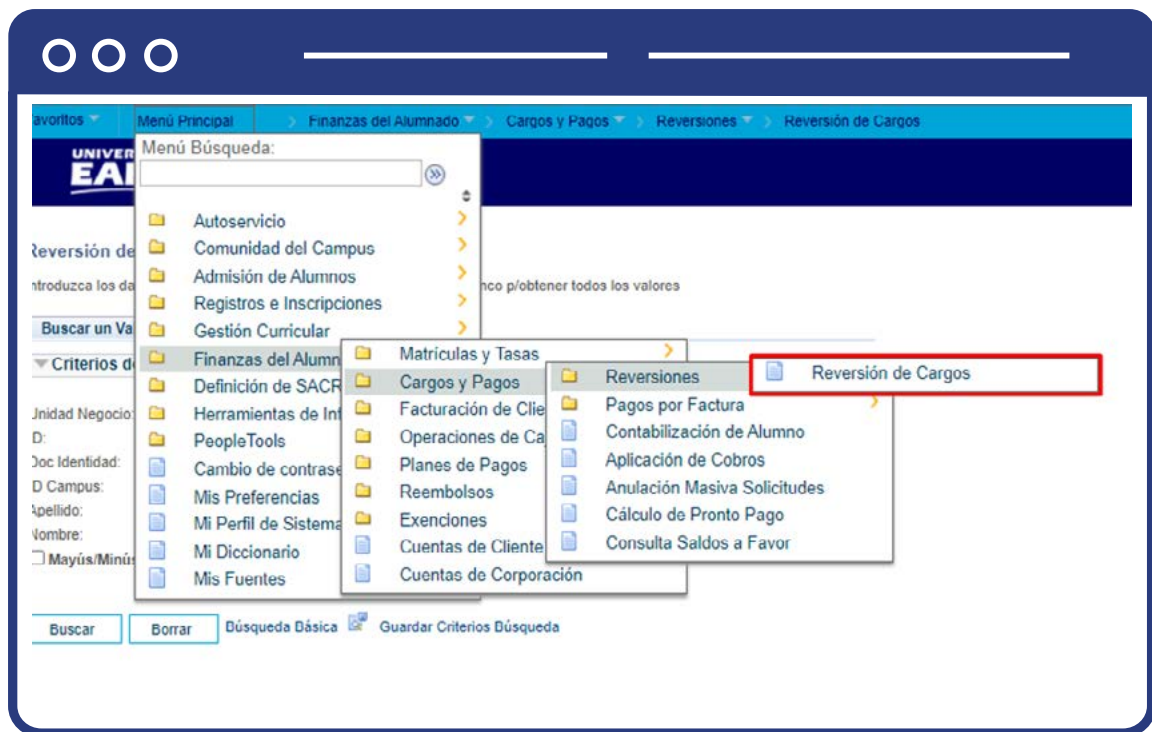 avoritos Menú Principal Finanzas del Alumnado Cargos y Pagos Reversiones Reversión de Cargos
UNIVER
EAI
Menú Búsqueda:
Autoservicio
Comunidad del Campus
Admisión de Alumnos
Registros e Inscripciones
Gestión Curricular
Finanzas del Alumn
Definición de SACR
Herramientas de Int
PeopleTools
Cambio de contrase
Mis Preferencias
Mi Perfil de Sistema
Mi Diccionario
Mis Fuentes
Matrículas y Tasas
Cargos y Pagos
Facturación de Clie
Operaciones de Ca
Planes de Pagos
Reembolsos
Exenciones
Cuentas de Cliente
Cuentas de Corporación
Reversiones
Pagos por Factura
Contabilización de Alumno
Aplicación de Cobros
Anulación Masiva Solicitudes
Cálculo de Pronto Pago
Consulta Saldos a Favor
Reversión de Cargos
Reversión de
ntroduzca los da nco p/obtener todos los valores
Buscar un Va
Criterios d
Unidad Negocio:
D:
Doc Identidad:
D Campus:
Apellido:
Nombre:
Mayús/Minús
Buscar Borrar Búsqueda Básica Guardar Criterios Búsqueda